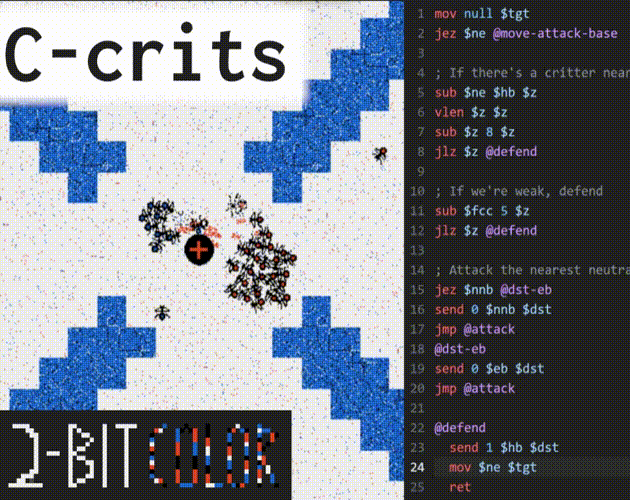 C-crits
1 mov null $tgt
2 jez $ne @move-attack-base
3
4 ; If there's a critter near
5 sub $ne $hb $z
6 vlen $z $z
7 sub $z 8 $z
8 jlz $z @defend
9
10 ; If we're weak, defend
11 sub $fcc 5 $z
12 jlz $z @defend
13
14 ; Attack the nearest neutra
15 jez $nnb @dst-eb
16 send 0 $nnb $dst
17 jmp @attack
18 @dst-eb
19 send 0 $eb $dst
20 jmp @attack
21
22 @defend
23 send 1 $hb $dst
24 mov $ne $tgt
25 ret
2-BIT COLOR